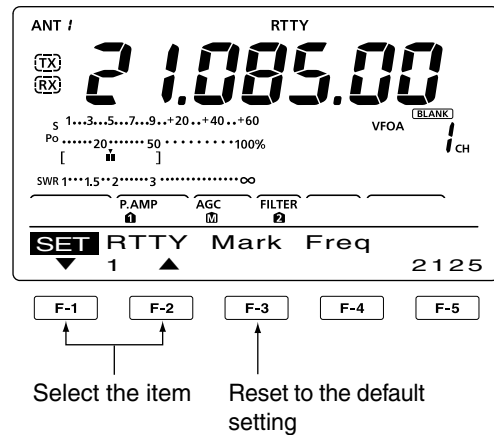 ANT 1 RTTY
TX
RX
21.085.00
S 1...3...5...7...9..+20..+40..+60
VFOA BLANK
Po ......20......50..........100%
1 CH
[ ]
SWR 1...1.5..2.....3..............∞
P.AMP AGC FILTER
1 M 2
SET RTTY Mark Freq
▼ 1 ▲ 2125
F-1 F-2 F-3 F-4 F-5
Select the item Reset to the default
setting